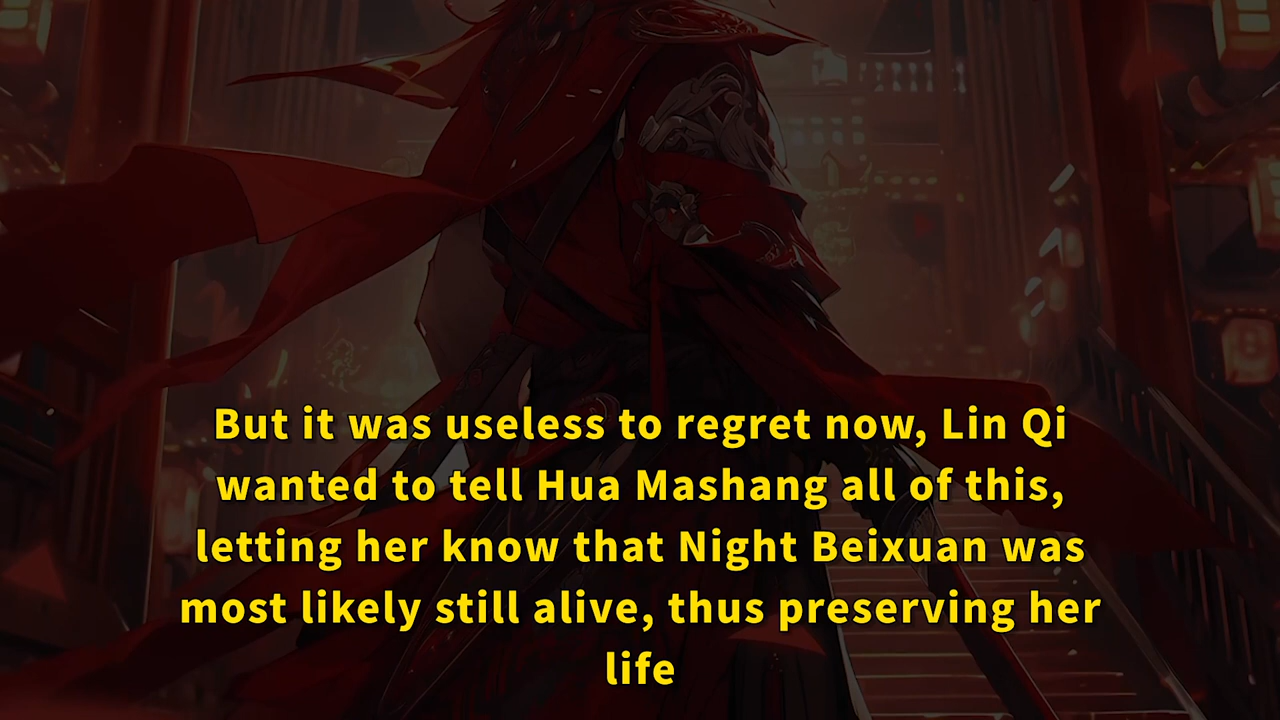 But it was useless to regret now, Lin Qi
wanted to tell Hua Mashang all of this,
letting her know that Night Beixuan was
most likely still alive, thus preserving her
life